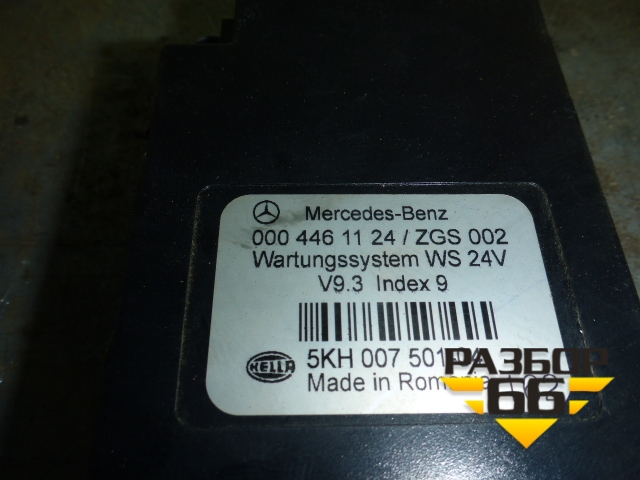 Mercedes-Benz
000 446 11 24 / ZGS 002
Wartungssystem WS 24V
V9.3 Index 9
HELLA
5KH 007 501
Made in
РАЗБОР
66